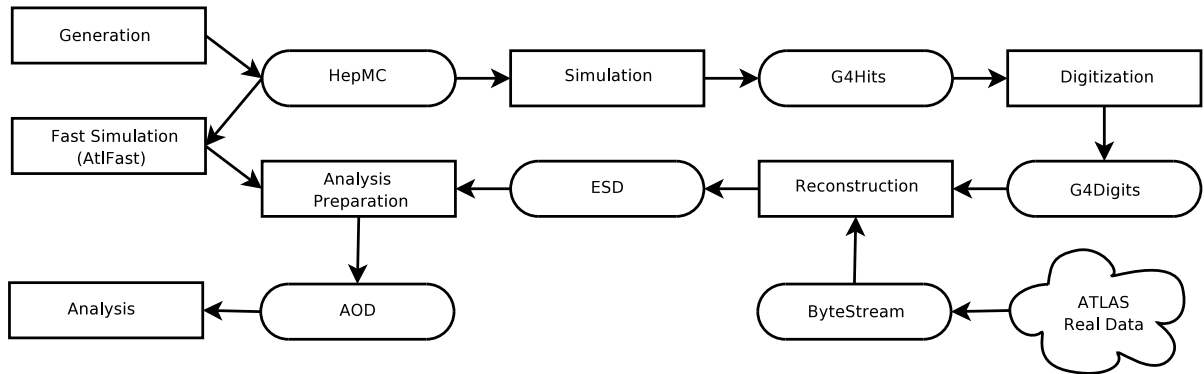 Generation
HepMC
Simulation
G4Hits
Digitization
Fast Simulation
(AtlFast)
Analysis
Preparation
ESD
Reconstruction
G4Digits
Analysis
AOD
ByteStream
ATLAS
Real Data